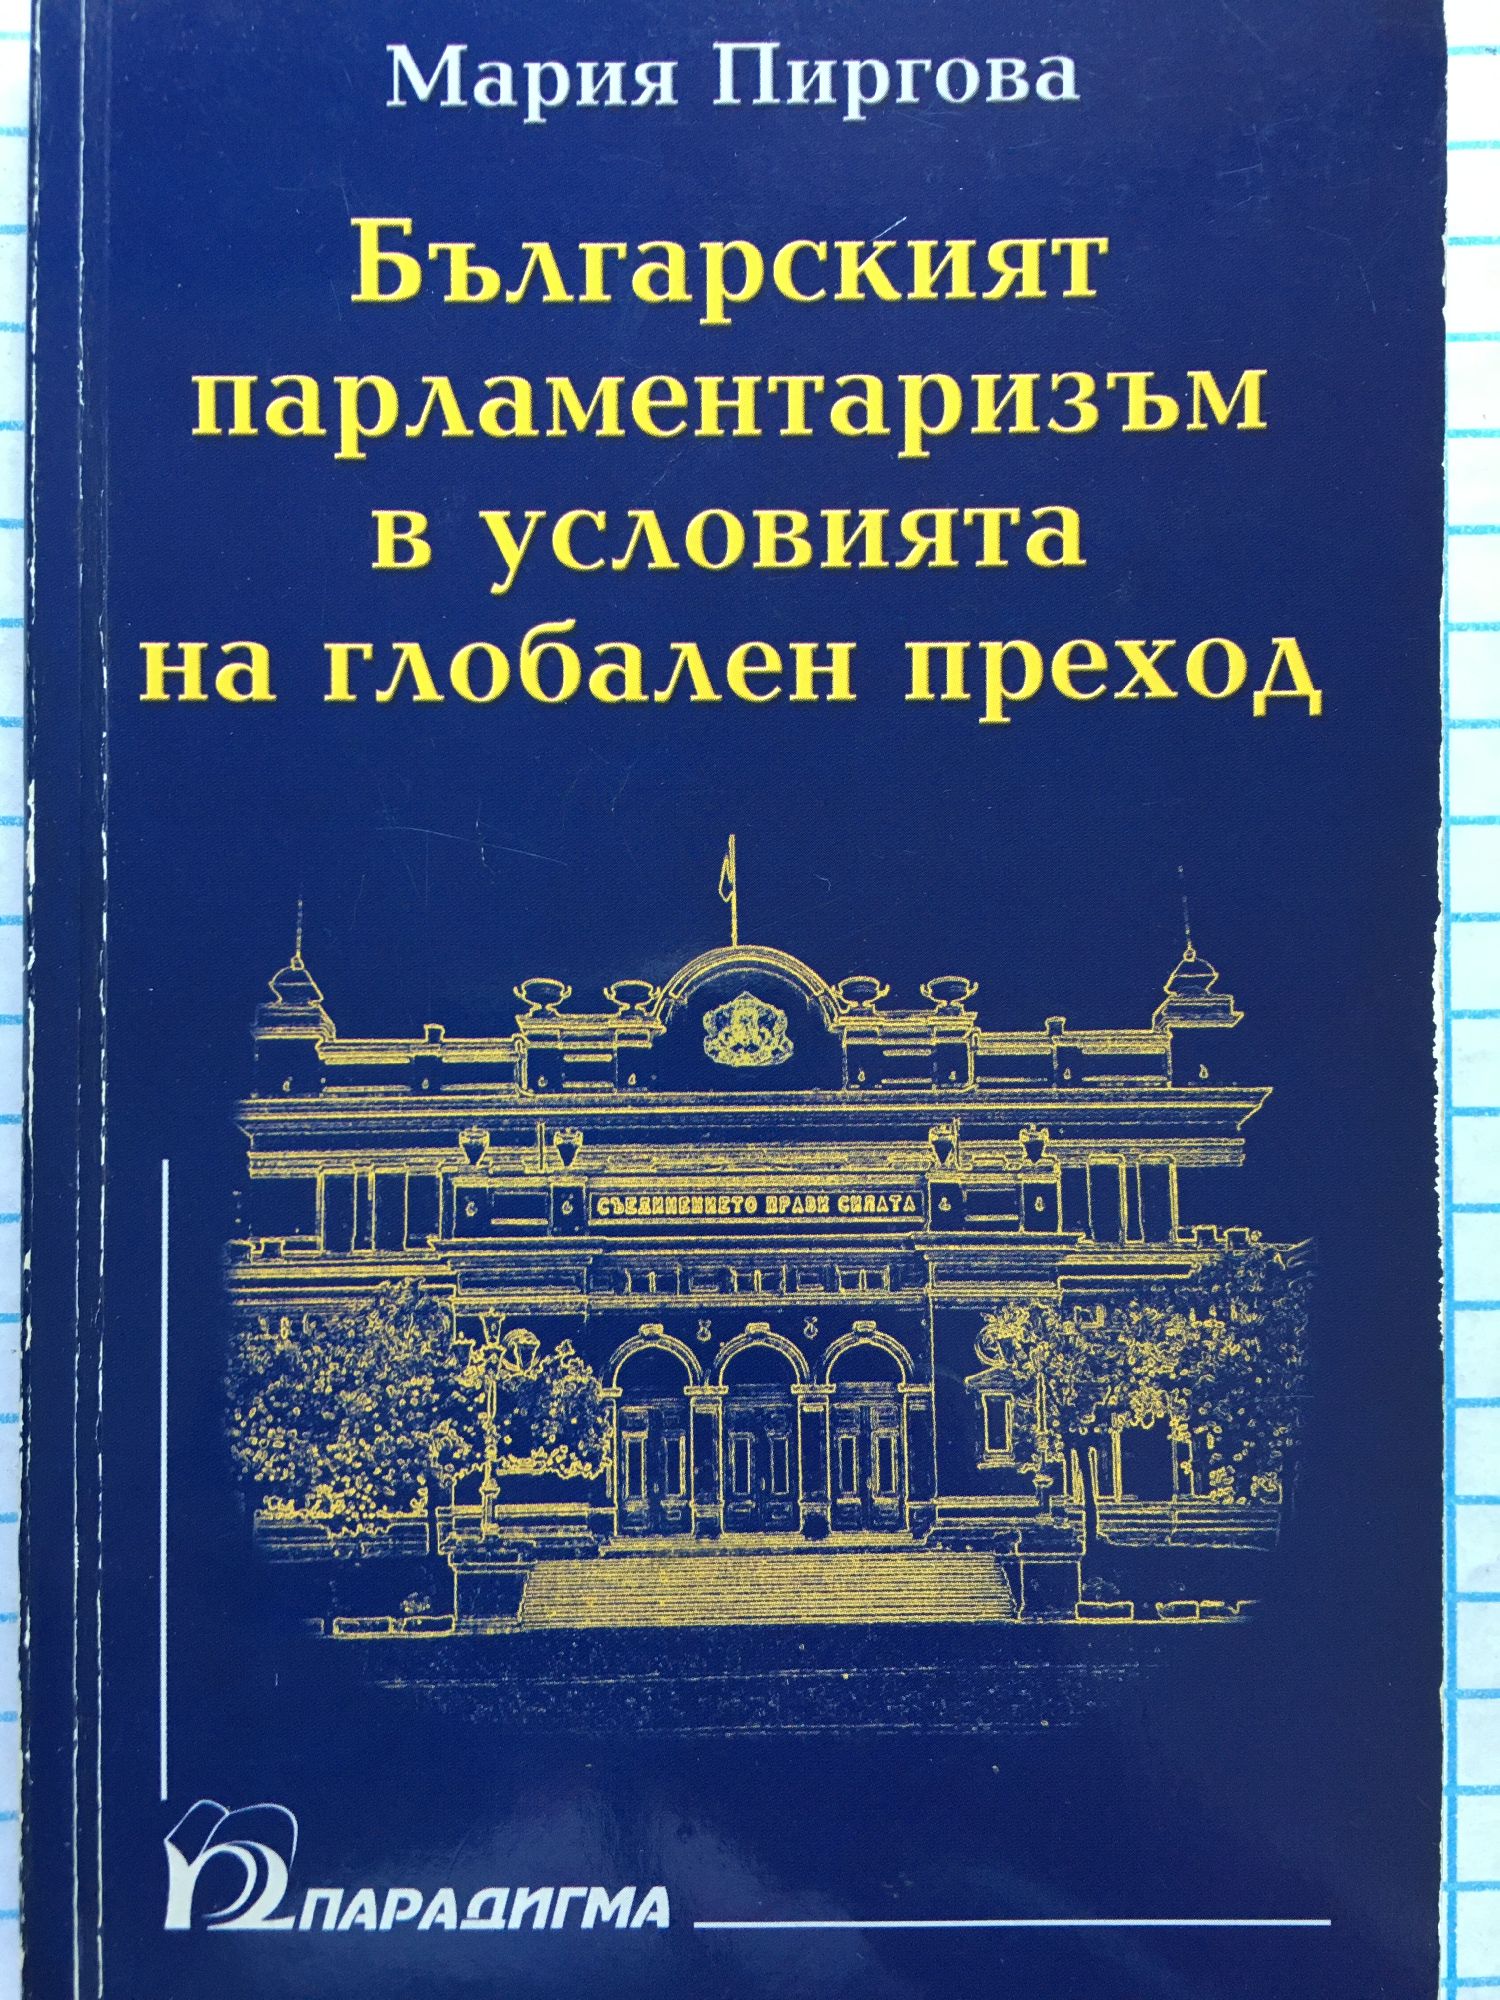 Мария Пиргова
Българският
парламентаризъм
в условията
на глобален преход
СЪЕДИНЕНИЕТО ПРАВИ СИЛАТА
ПАРАДИГМА